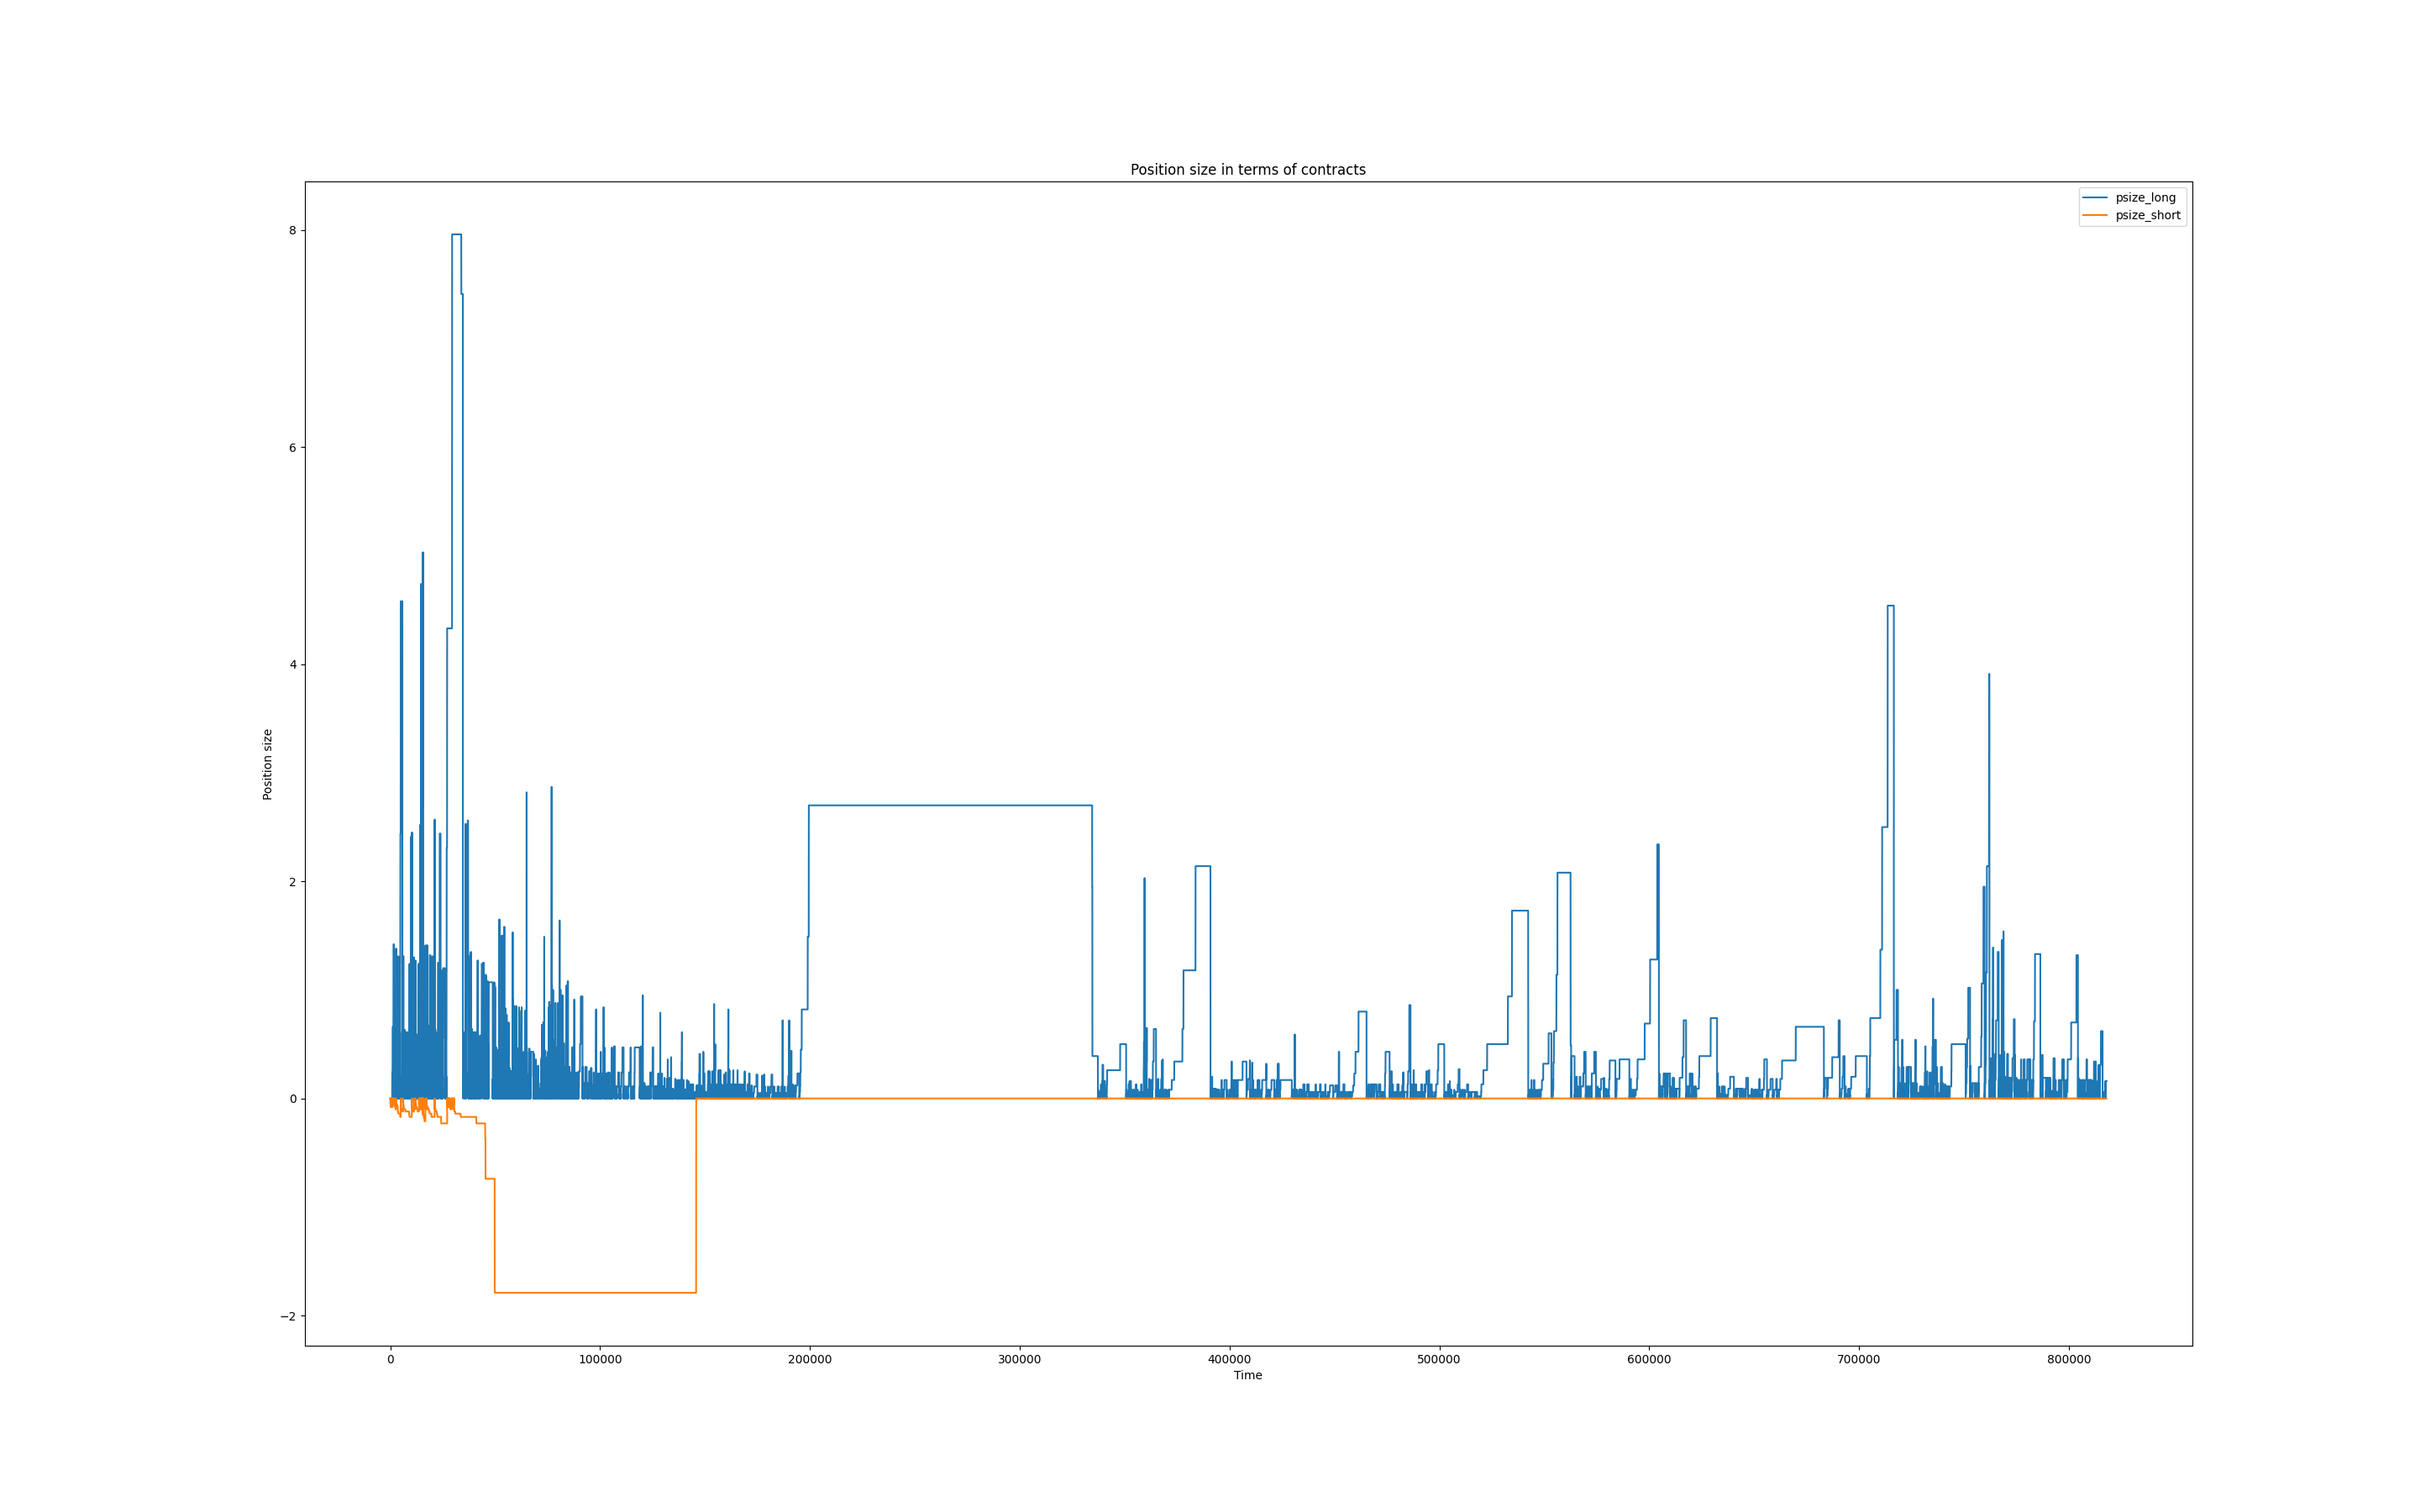 Position size in terms of contracts
psize_long
psize_short
Position size
8
6
4
2
0
−2
0 100000 200000 300000 400000 500000 600000 700000 800000
Time